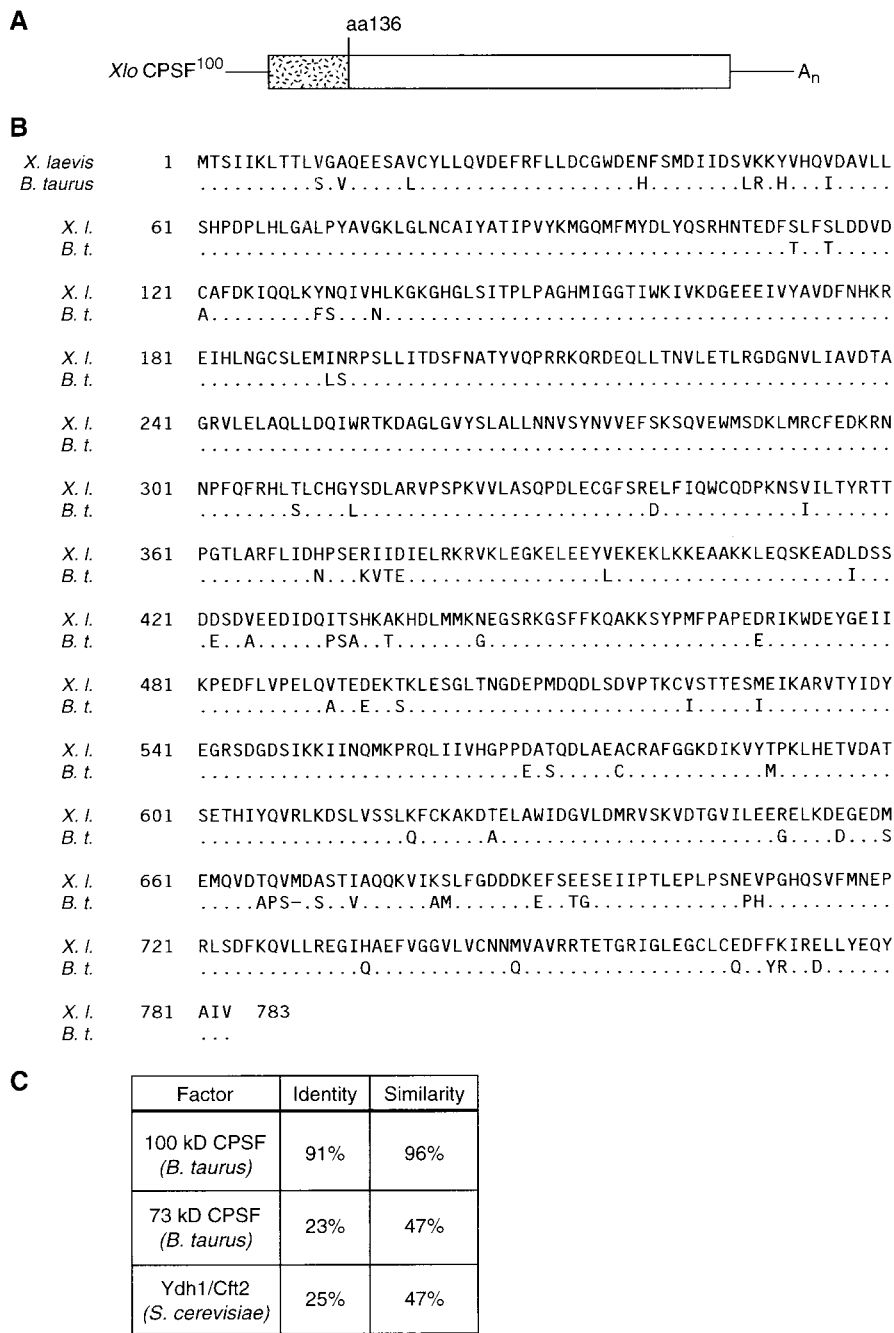 A
aa136
Xlo CPSF100 An
B
X. laevis 1 MTSIIKLTTLVGAQEESAVCYLLQVDEFRFLLDCGWDENFSMDIIDSVKKYVHQVDAVLL
B. taurus ..........S.V.....L...................H........LR.H...I.....
X. l. 61 SHPDPLHLGALPYAVGKLGLNCAIYATIPVYKMGQMFMYDLYQSRHNTEDFSLFSLDDVD
B. t. ...................................................T..T.....
X. l. 121 CAFDKIQQLKYNQIVHLKGKGHGLSITPLPAGHMIGGTIWKIVKDGEEEIVYAVDFNHKR
B. t. A.........FS...N............................................
X. l. 181 EIHLNGCSLEMINRPSLLITDSFNATYVQPRRKQRDEQLLTNVLETLRGDGNVLIAVDTA
B. t. ...........LS...............................................
X. l. 241 GRVLELAQLLDQIWRTKDAGLGVYSLALLNNVSYNVVEFSKSQVEWMSDKLMRCFEDKRN
B. t. ............................................................
X. l. 301 NPFQFRHLTLCHGYSDLARVPSPKVVLASQPDLECGFSRELFIQWCQDPKNSVILTYRTT
B. t. ........S....L.........................D............I.......
X. l. 361 PGTLARFLIDHPSERIIDIELRKRVKLEGKELEEYVEKEKLKKEAAKKLEQSKEADLDSS
B. t. ..........N...KVTE.................L....................I...
X. l. 421 DDSDVEEDIDQITSHKAKHDLMMKNEGSRKGSFFKQAKKSYPMFPAPEDRIKWDEYGEII
B. t. .E..A......PSA..T.......G.......................E...........
X. l. 481 KPEDFLVPELQVTEDEKTKLESGLTNGDEPMDQDLSDVPTKCVSTTESMEIKARVTYIDY
B. t. ...........A..E..S........................I.....I...........
X. l. 541 EGRSDGDSIKKIINQMKPRQLIIVHGPPDATQDLAEACRAFGGKDIKVYTPKLHETVDAT
B. t. ............................E.S.....C............M..........
X. l. 601 SETHIYQVRLKDSLVSSLKFCKAKDTELAWIDGVLDMRVSKVDTGVILEERELKDEGEDM
B. t. ..................Q......A........................G....D...S
X. l. 661 EMQVDTQVMDASTIAQQKVIKSLFGDDDKEFSEESEIIPTLEPLPSNEVPGHQSVFMNEP
B. t. .....APS-.S..V......AM.......E..TG.............PH...........
X. l. 721 RLSDFKQVLLREGIHAEFVGGVLVCNNMVAVRRTETGRIGLEGCLCEDFFKIRELLYEQY
B. t. ..............Q............Q..................Q..YR..D......
X. l. 781 AIV 783
B. t. ...
C
Factor Identity Similarity
100 kD CPSF
(B. taurus) 91% 96%
73 kD CPSF
(B. taurus) 23% 47%
Ydh1/Cft2
(S. cerevisiae) 25% 47%